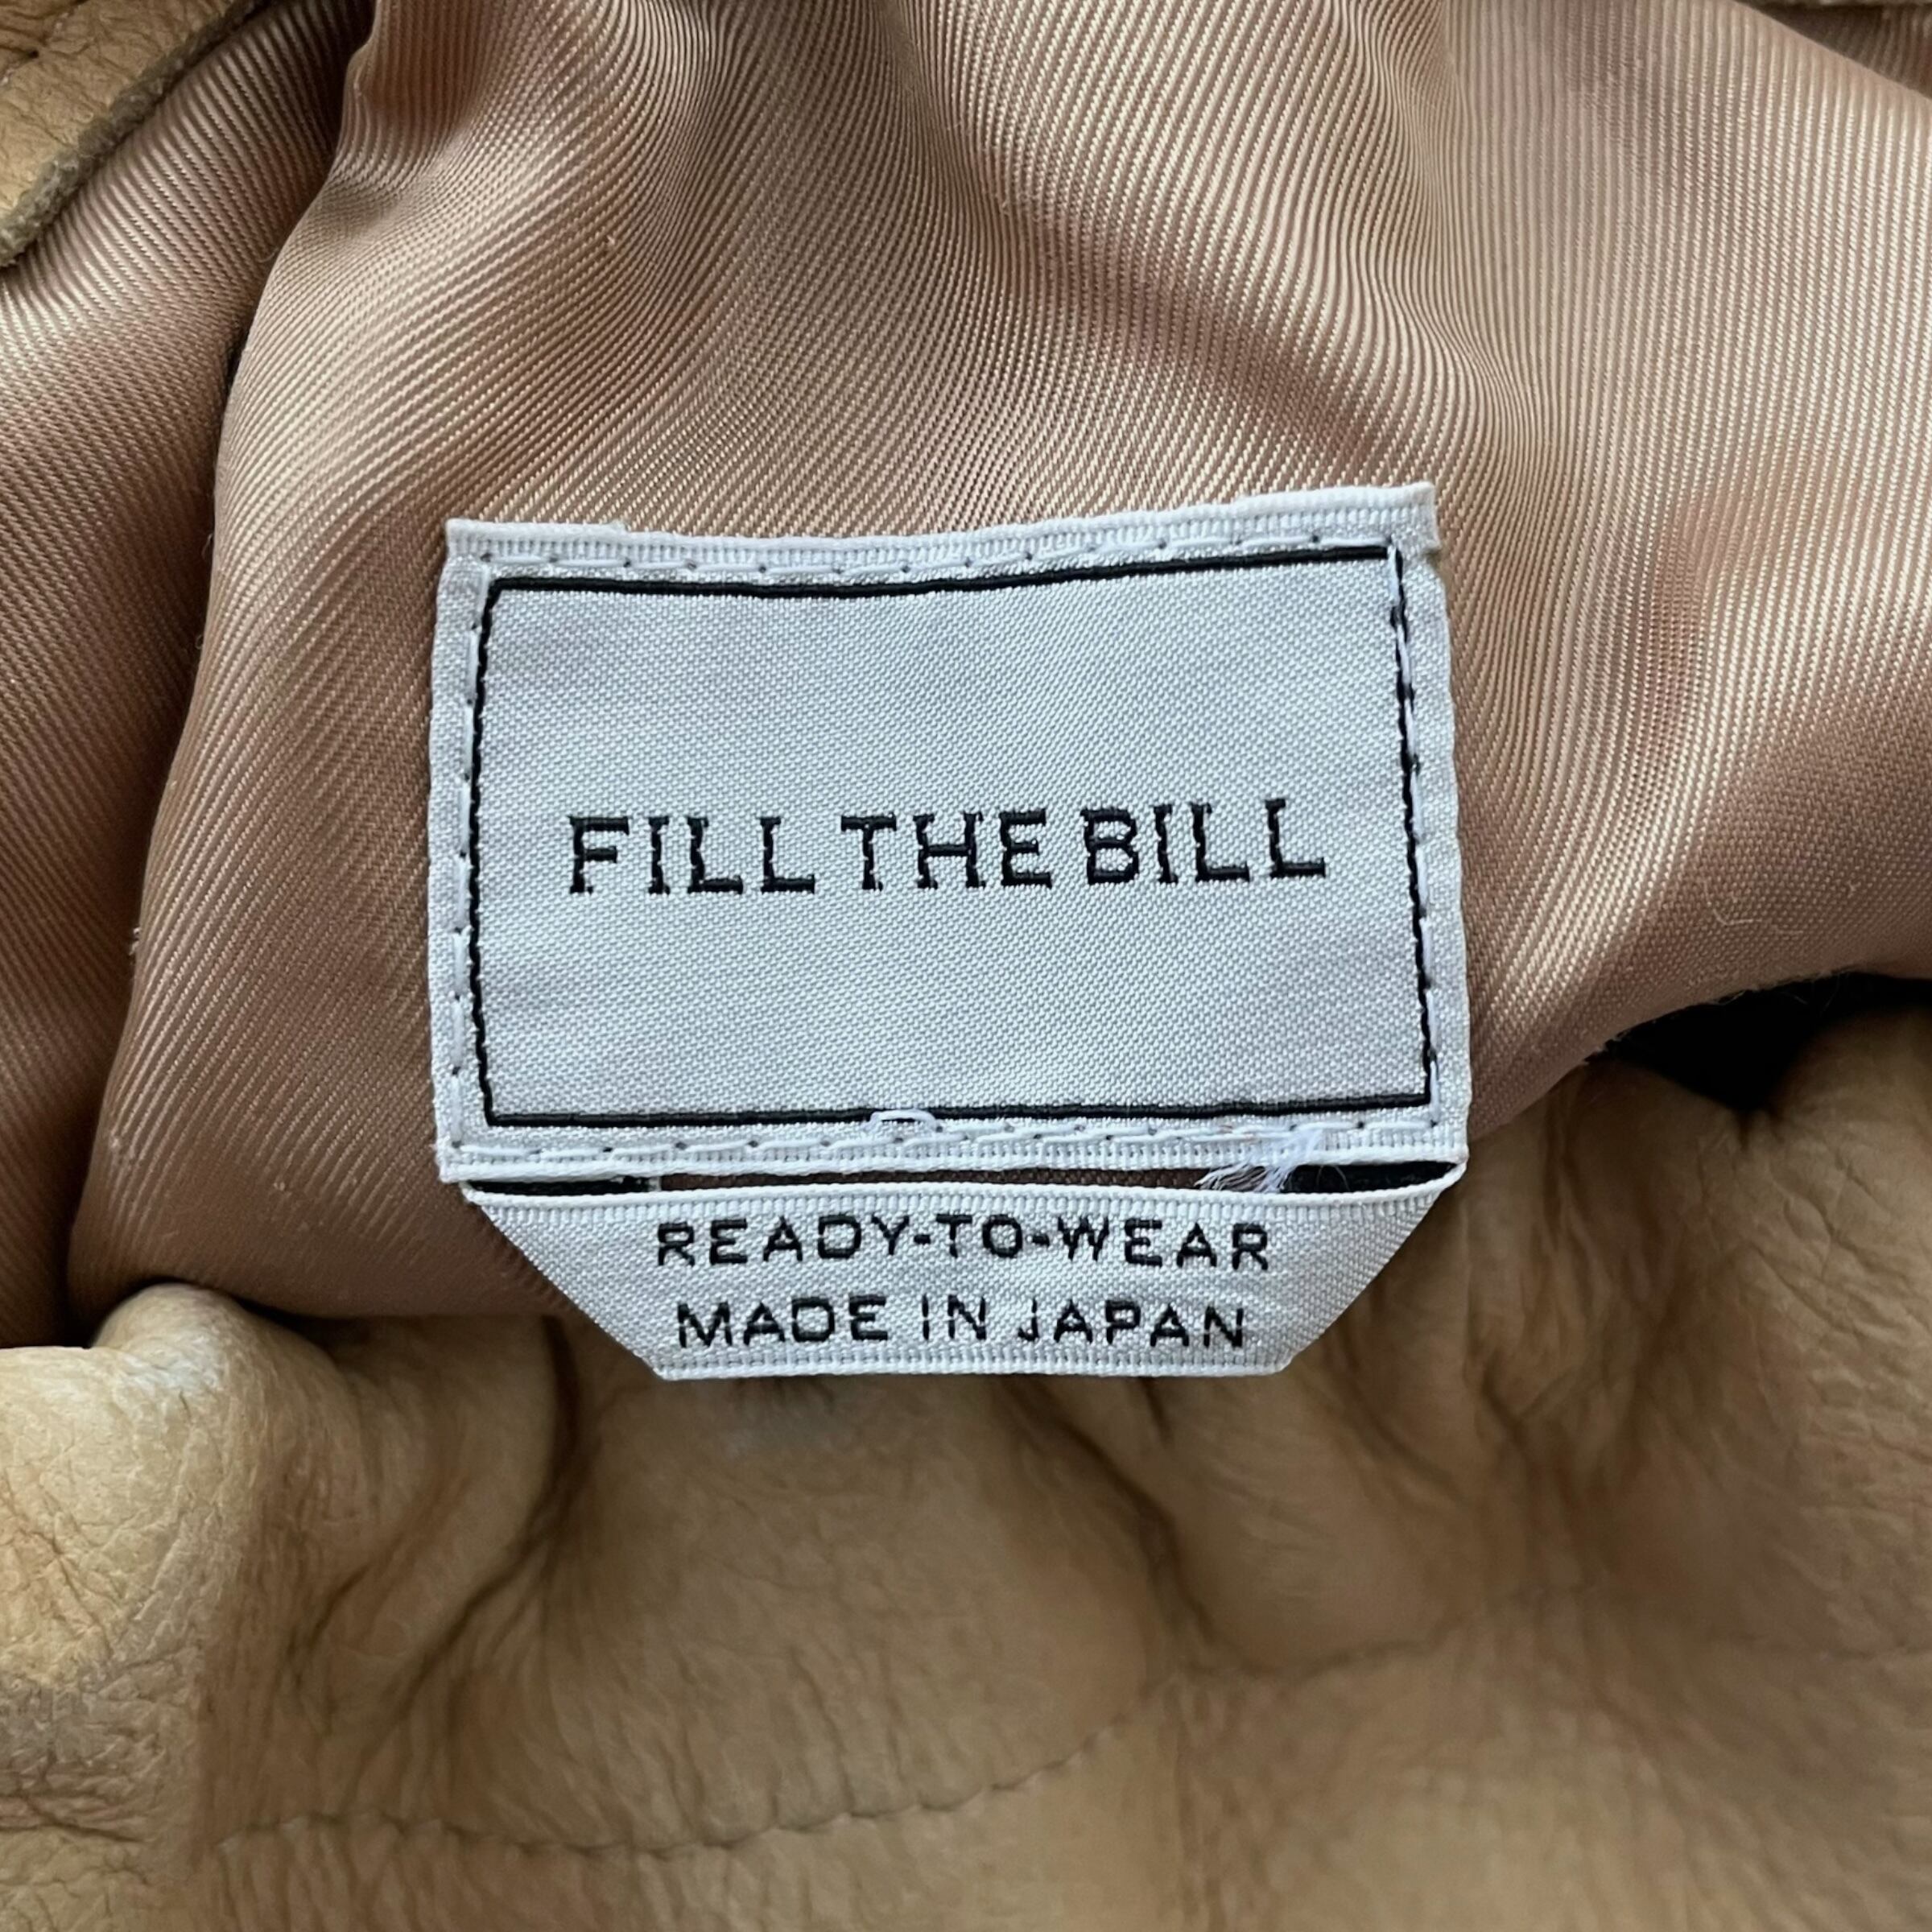 FILL THE BILL
READY-TO-WEAR
MADE IN JAPAN